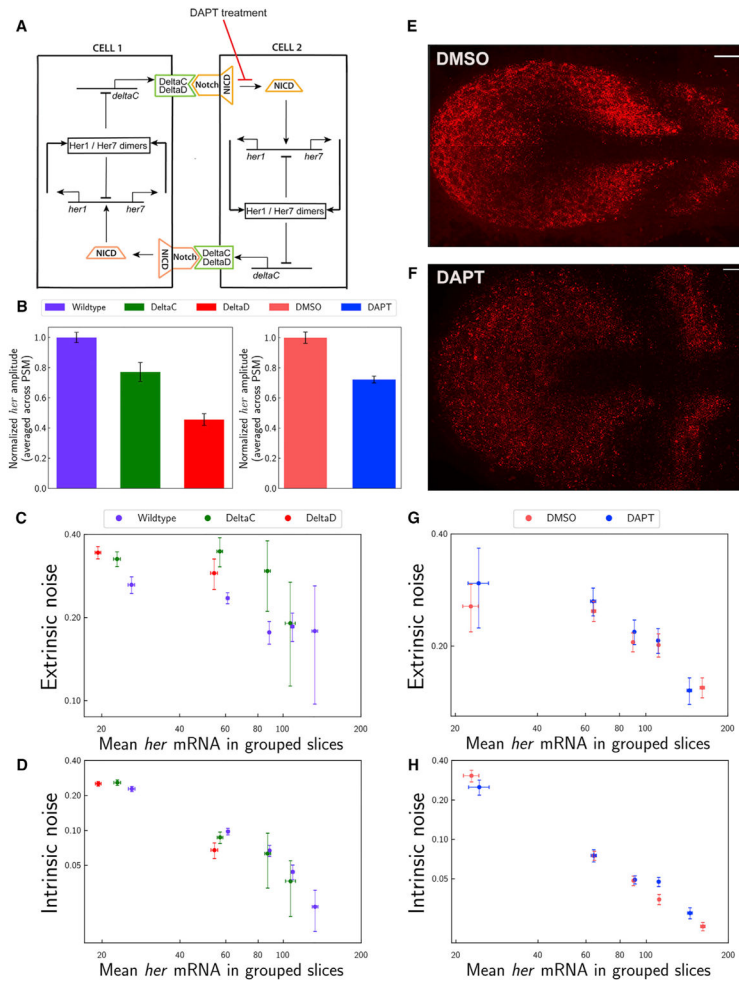 A
DAPT treatment
CELL 1
CELL 2
DeltaC
DeltaD
Notch
NICD
NICD
deltaC
Her1 / Her7 dimers
her1
her7
her1
her7
Her1 / Her7 dimers
NICD
NICD
Notch
DeltaC
DeltaD
deltaC
B
Wildtype
DeltaC
DeltaD
DMSO
DAPT
Normalized her amplitude
(averaged across PSM)
1.0
0.8
0.6
0.4
0.2
0.0
Normalized her amplitude
(averaged across PSM)
1.0
0.8
0.6
0.4
0.2
0.0
C
Wildtype
DeltaC
DeltaD
Extrinsic noise
0.40
0.20
0.10
20
40
60
80
100
200
Mean her mRNA in grouped slices
D
Intrinsic noise
0.40
0.10
0.05
20
40
60
80
100
200
Mean her mRNA in grouped slices
E
DMSO
F
DAPT
G
DMSO
DAPT
Extrinsic noise
0.40
0.20
20
40
60
80
100
200
Mean her mRNA in grouped slices
H
Intrinsic noise
0.40
0.10
0.05
20
40
60
80
100
200
Mean her mRNA in grouped slices